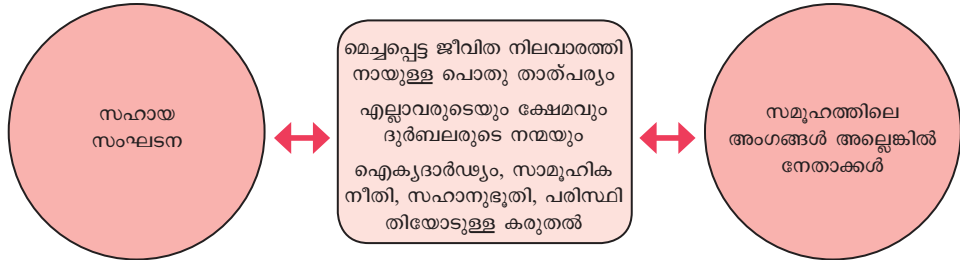 സഹായ
സംഘടന
മെച്ചപ്പെട്ട ജീവിത നിലവാരത്തി
നായുള്ള പൊതു താത്പര്യം
എല്ലാവരുടെയും ക്ഷേമവും
ദുർബലരുടെ നന്മയും
ഐക്യദാർഢ്യം, സാമൂഹിക
നീതി, സഹാനുഭൂതി, പരിസ്ഥി
തിയോടുള്ള കരുതൽ
സമൂഹത്തിലെ
അംഗങ്ങൾ അല്ലെങ്കിൽ
നേതാക്കൾ